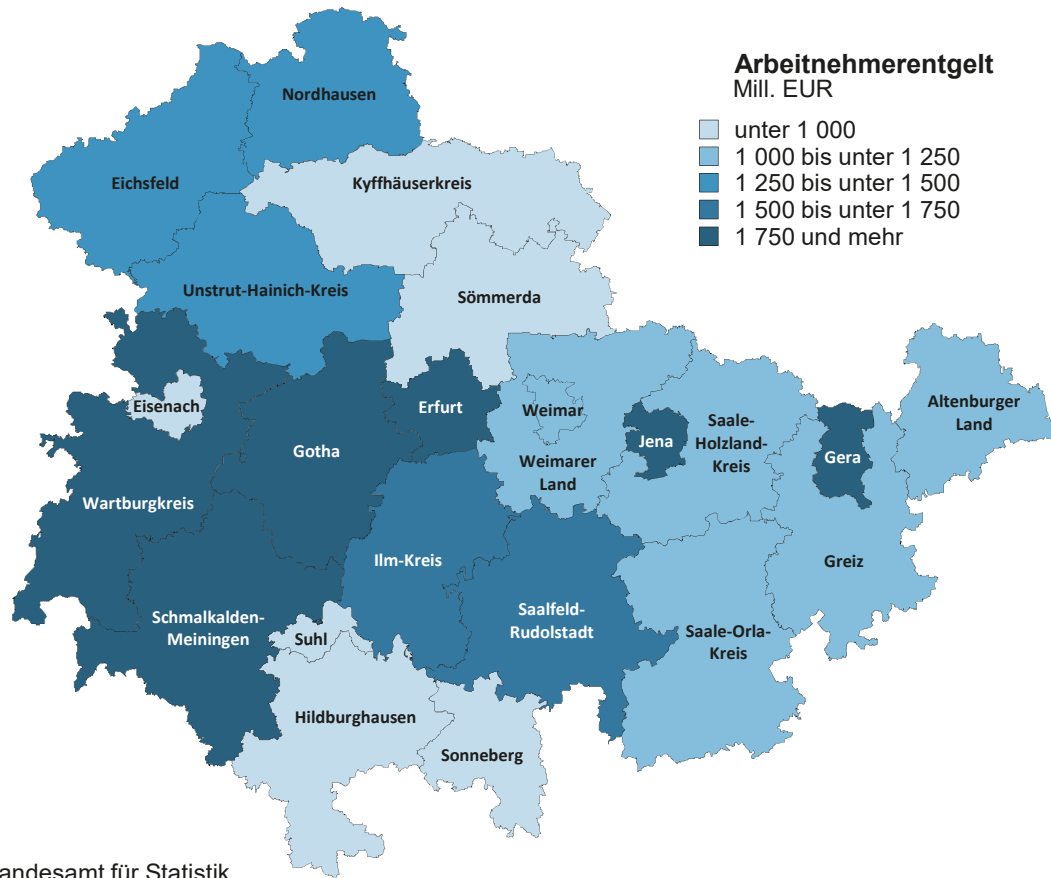 Arbeitnehmerentgelt
Mill. EUR
unter 1 000
1 000 bis unter 1 250
1 250 bis unter 1 500
1 500 bis unter 1 750
1 750 und mehr
Nordhausen
Eichsfeld
Kyffhäuserkreis
Unstrut-Hainich-Kreis
Sömmerda
Eisenach
Erfurt
Weimar
Altenburger
Land
Saale-
Holzland-
Kreis
Jena
Gera
Gotha
Weimarer
Land
Wartburgkreis
Ilm-Kreis
Greiz
Schmalkalden-
Meiningen
Saalfeld-
Rudolstadt
Suhl
Saale-Orla-
Kreis
Hildburghausen
Sonneberg
andesamt für Statistik